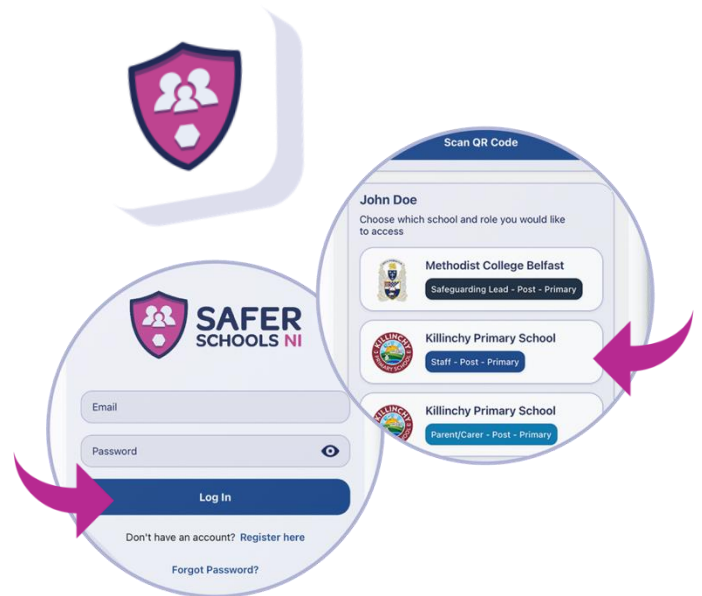 Scan QR Code
John Doe
Choose which school and role you would like
to access
Methodist College Belfast
Safeguarding Lead - Post - Primary
Killinchy Primary School
Staff - Post - Primary
Killinchy Primary School
Parent/Carer - Post - Primary
SAFER
SCHOOLS NI
Email
Password
Log In
Don't have an account? Register here
Forgot Password?